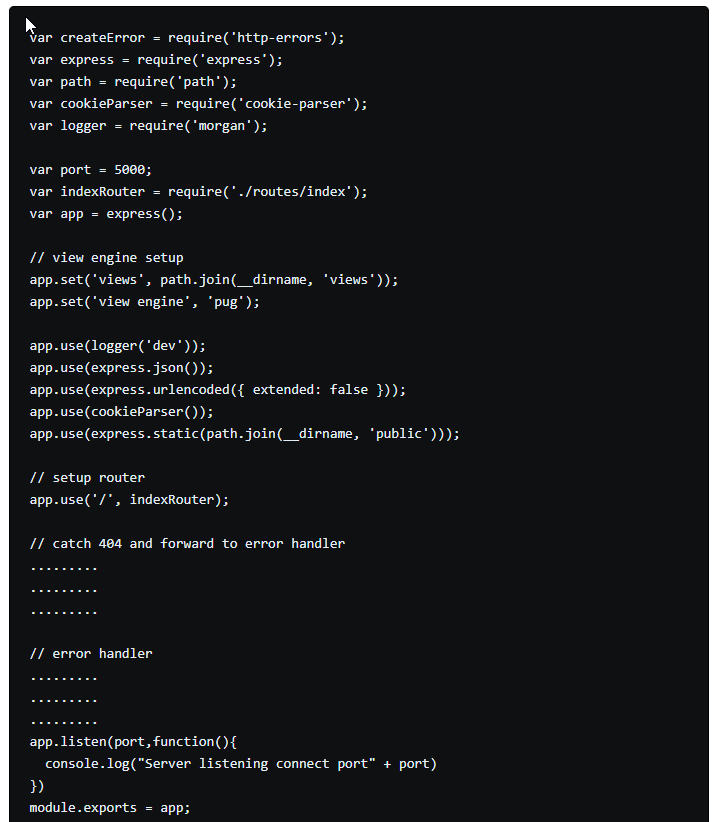 var createError = require('http-errors');
var express = require('express');
var path = require('path');
var cookieParser = require('cookie-parser');
var logger = require('morgan');

var port = 5000;
var indexRouter = require('./routes/index');
var app = express();

// view engine setup
app.set('views', path.join(__dirname, 'views'));
app.set('view engine', 'pug');

app.use(logger('dev'));
app.use(express.json());
app.use(express.urlencoded({ extended: false }));
app.use(cookieParser());
app.use(express.static(path.join(__dirname, 'public')));

// setup router
app.use('/', indexRouter);

// catch 404 and forward to error handler
.........
.........
.........

// error handler
.........
.........
.........
app.listen(port,function(){
  console.log("Server listening connect port" + port)
})
module.exports = app;